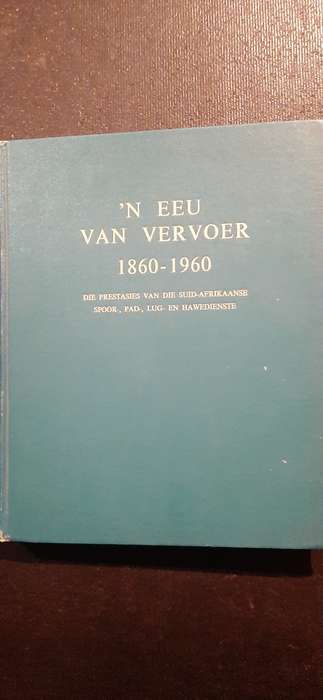 'N EEU
VAN VERVOER
1860-1960
DIE PRESTASIES VAN DIE SUID-AFRIKAANSE
SPOOR-, PAD-, LUG- EN HAWEDIENSTE